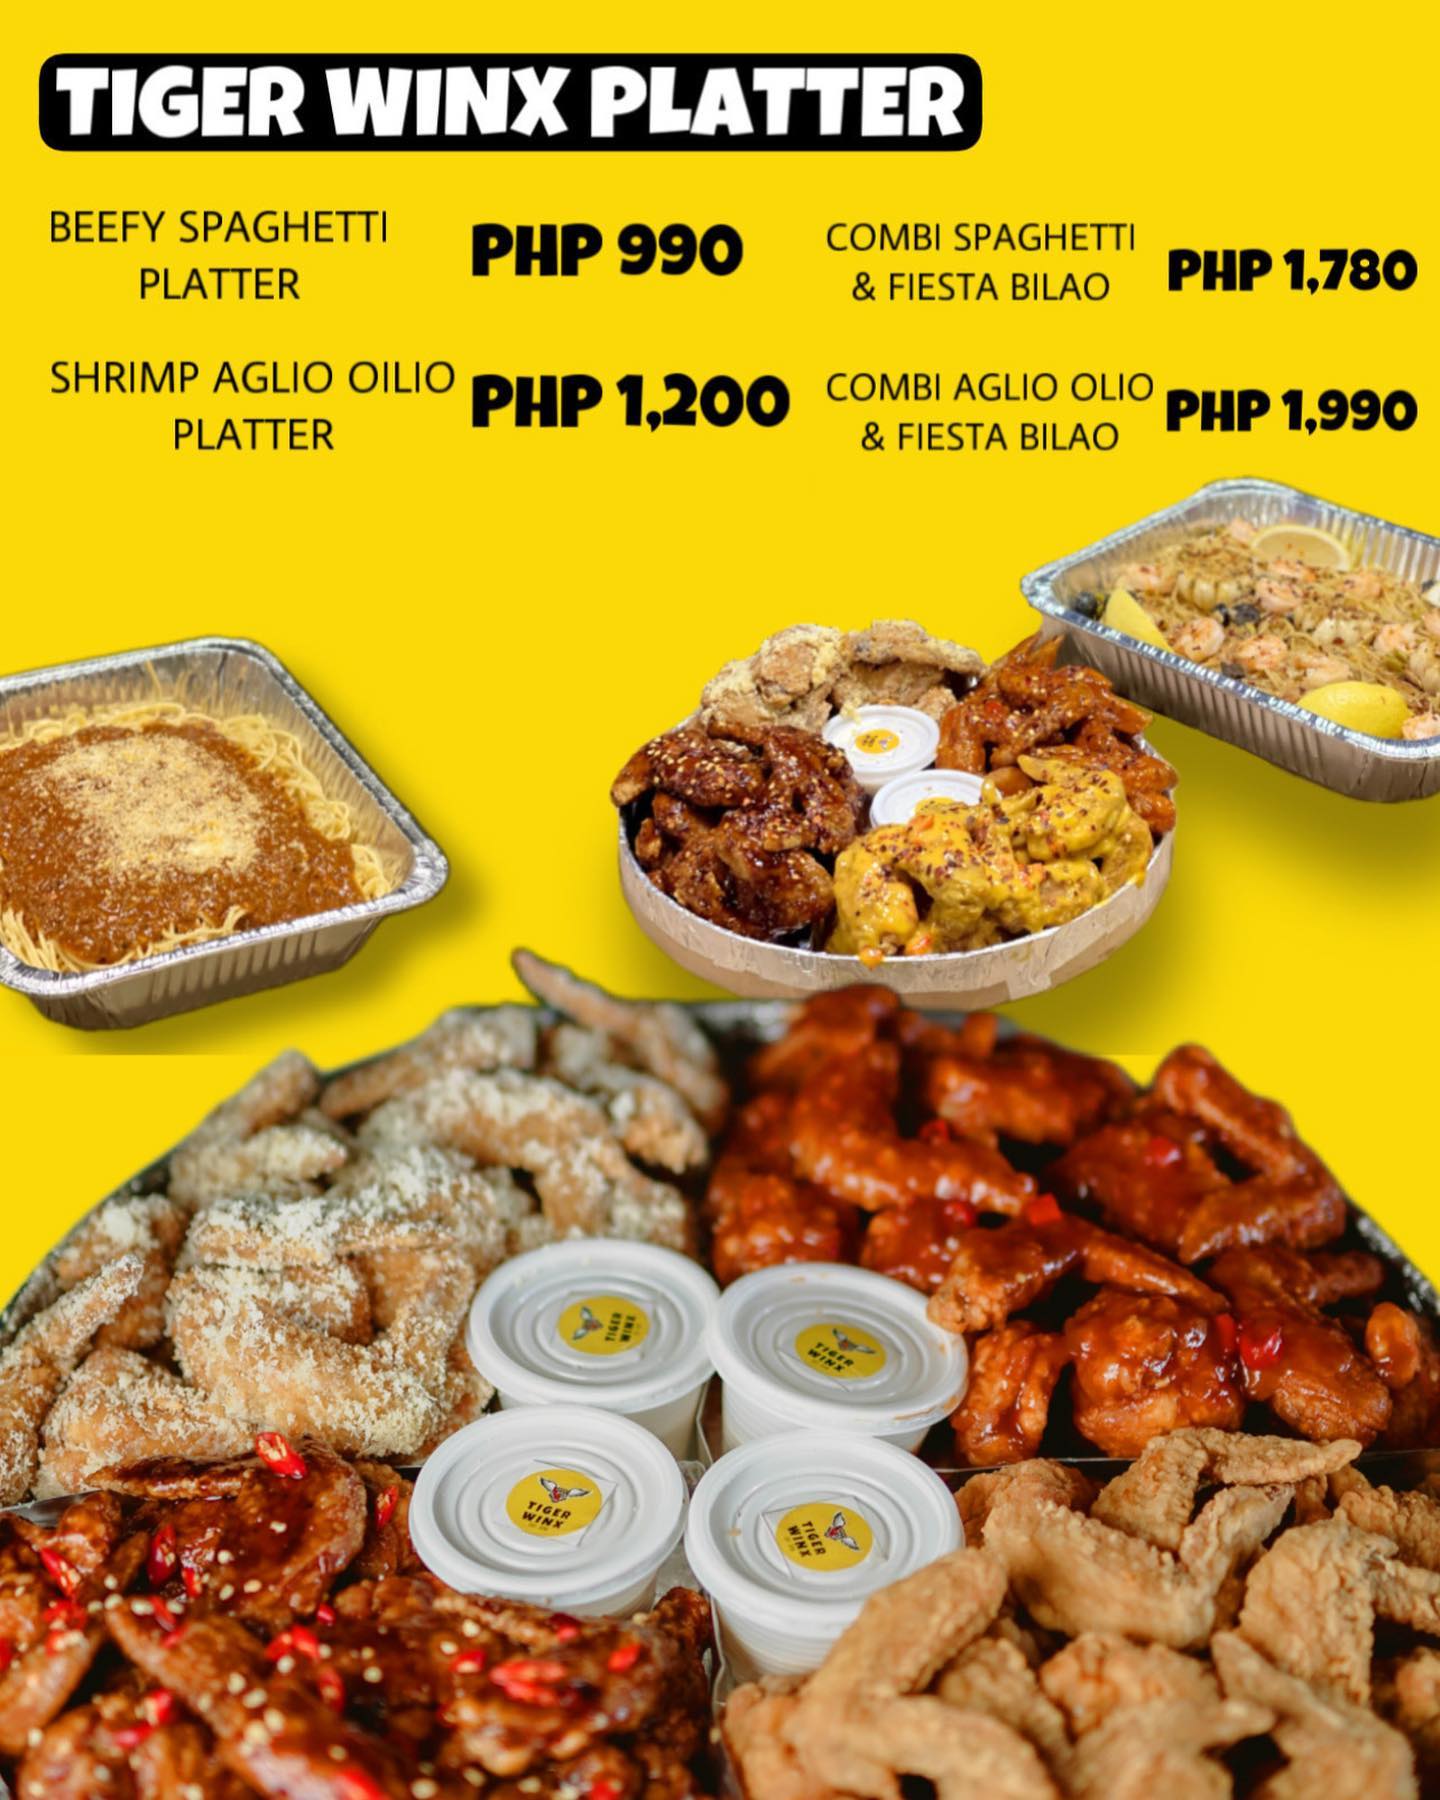 TIGER WINX PLATTER
BEEFY SPAGHETTI
PLATTER
PHP 990
SHRIMP AGLIO OILIO
PLATTER
PHP 1,200
COMBI SPAGHETTI
& FIESTA BILAO
PHP 1,780
COMBI AGLIO OLIO
& FIESTA BILAO
PHP 1,990
TIGER
WINX
TIGER
WINX
TIGER
WINX
TIGER
WINX